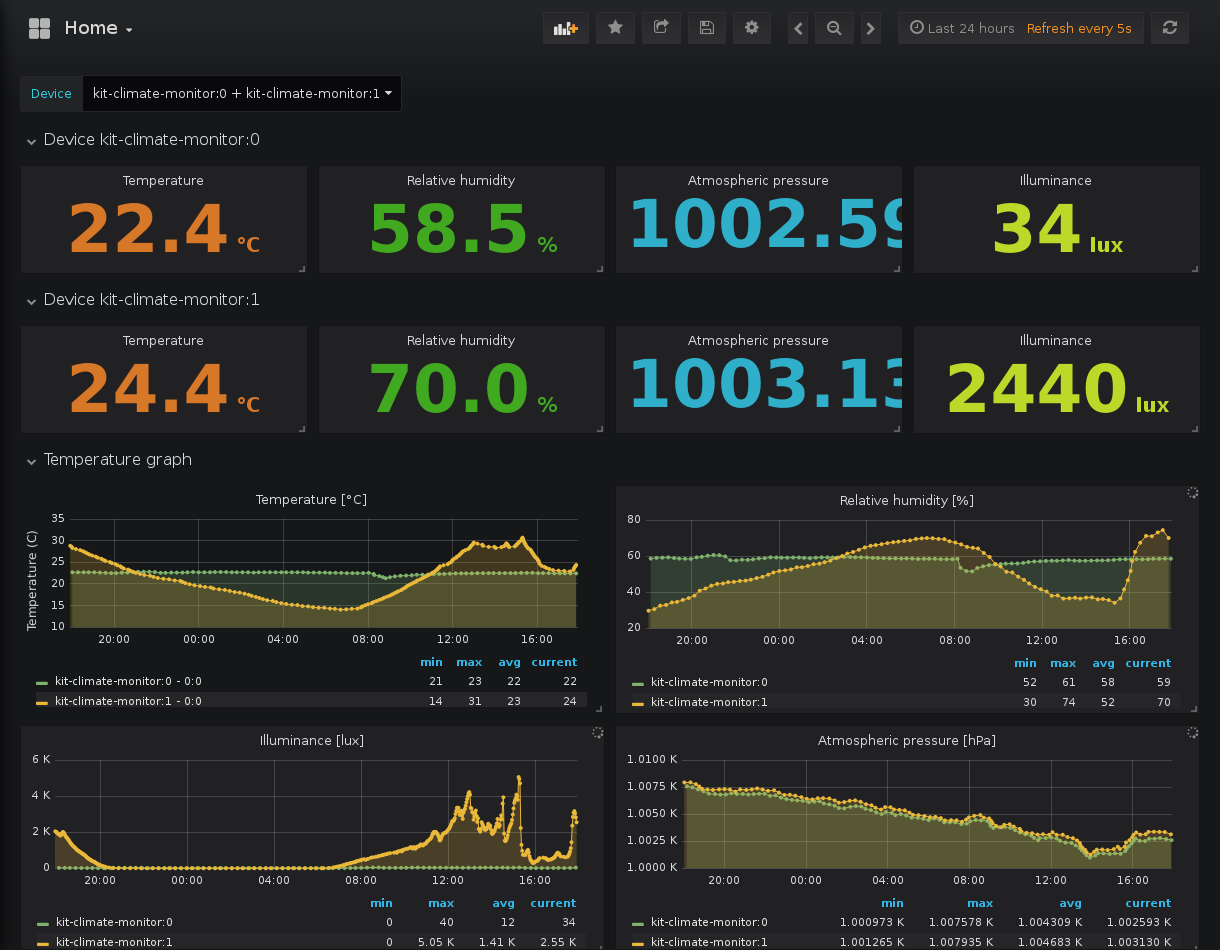 Home
Last 24 hours Refresh every 5s
Device kit-climate-monitor:0 + kit-climate-monitor:1
Device kit-climate-monitor:0
Temperature Relative humidity Atmospheric pressure Illuminance
22.4 °C 58.5 % 1002.59 34 lux
Device kit-climate-monitor:1
Temperature Relative humidity Atmospheric pressure Illuminance
24.4 °C 70.0 % 1003.13 2440 lux
Temperature graph
Temperature [°C]
Temperature (C)
35
30
25
20
15
10
20:00 00:00 04:00 08:00 12:00 16:00
min max avg current
kit-climate-monitor:0 - 0:0 21 23 22 22
kit-climate-monitor:1 - 0:0 14 31 23 24
Relative humidity [%]
80
60
40
20
20:00 00:00 04:00 08:00 12:00 16:00
min max avg current
kit-climate-monitor:0 52 61 58 59
kit-climate-monitor:1 30 74 52 70
Illuminance [lux]
6 K
4 K
2 K
0
20:00 00:00 04:00 08:00 12:00 16:00
min max avg current
kit-climate-monitor:0 0 40 12 34
kit-climate-monitor:1 0 5.05 K 1.41 K 2.55 K
Atmospheric pressure [hPa]
1.0100 K
1.0075 K
1.0050 K
1.0025 K
1.0000 K
20:00 00:00 04:00 08:00 12:00 16:00
min max avg current
kit-climate-monitor:0 1.000973 K 1.007578 K 1.004309 K 1.002593 K
kit-climate-monitor:1 1.001265 K 1.007935 K 1.004683 K 1.003130 K